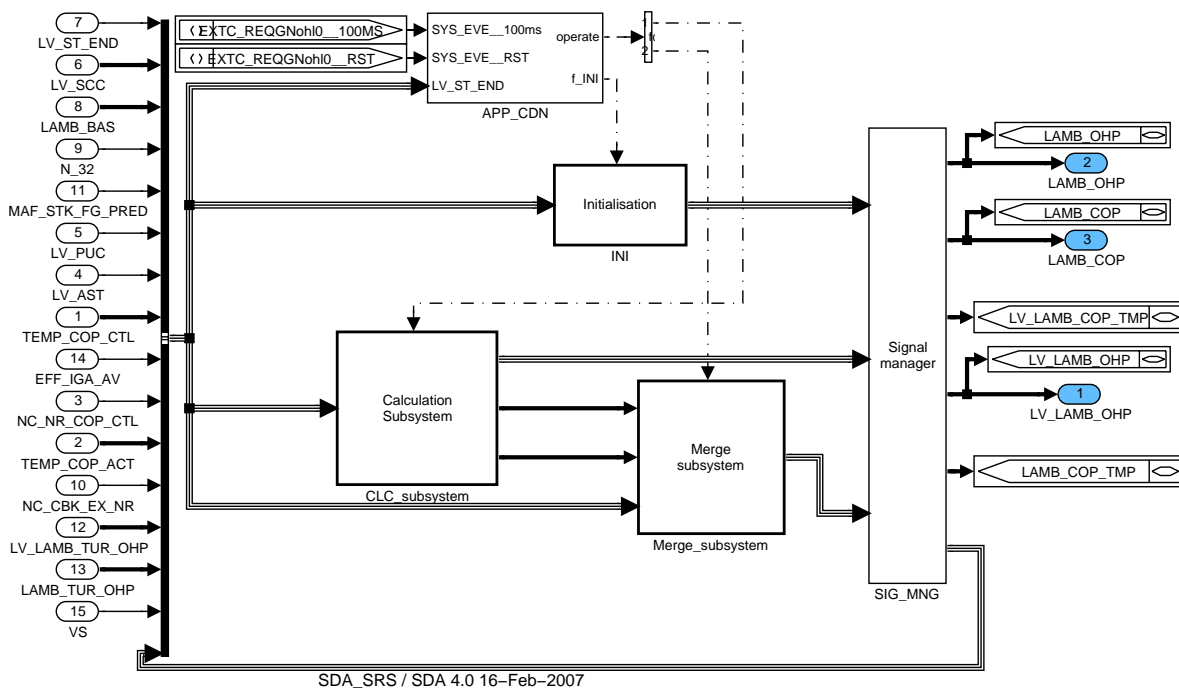 7
LV_ST_END
6
LV_SCC
8
LAMB_BAS
9
N_32
11
MAF_STK_FG_PRED
5
LV_PUC
4
LV_AST
1
TEMP_COP_CTL
14
EFF_IGA_AV
3
NC_NR_COP_CTL
2
TEMP_COP_ACT
10
NC_CBK_EX_NR
12
LV_LAMB_TUR_OHP
13
LAMB_TUR_OHP
15
VS
EXTC_REQGNohl0__100MS
EXTC_REQGNohl0__RST
SYS_EVE__100ms
SYS_EVE__RST
LV_ST_END
operate
f_INI
APP_CDN
1
2
Initialisation
INI
Calculation
Subsystem
CLC_subsystem
Merge
subsystem
Merge_subsystem
Signal
manager
SIG_MNG
LAMB_OHP
2
LAMB_OHP
LAMB_COP
3
LAMB_COP
LV_LAMB_COP_TMP
LV_LAMB_OHP
1
LV_LAMB_OHP
LAMB_COP_TMP
SDA_SRS / SDA 4.0 16–Feb–2007